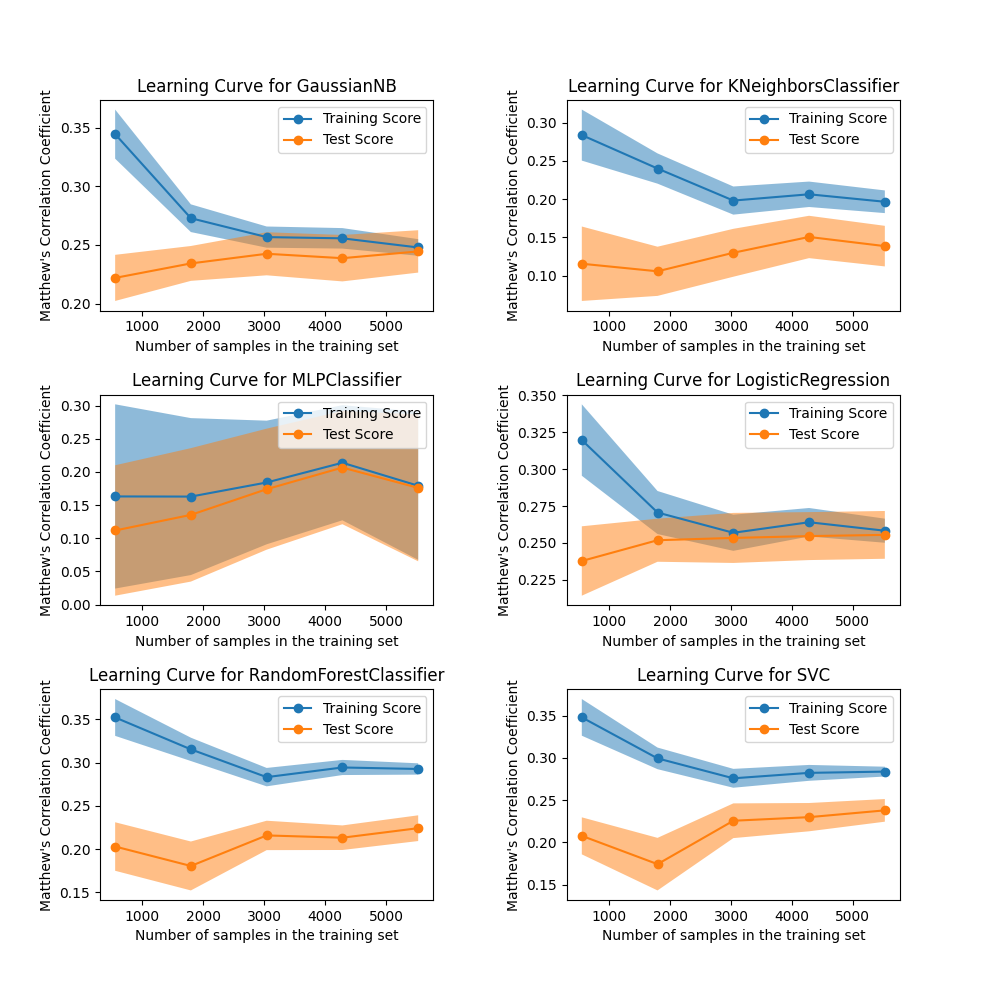 Learning Curve for GaussianNB
Matthew's Correlation Coefficient
0.35
0.30
0.25
0.20
Training Score
Test Score
1000 2000 3000 4000 5000
Number of samples in the training set
Learning Curve for KNeighborsClassifier
Matthew's Correlation Coefficient
0.30
0.25
0.20
0.15
0.10
Training Score
Test Score
1000 2000 3000 4000 5000
Number of samples in the training set
Learning Curve for MLPClassifier
Matthew's Correlation Coefficient
0.30
0.25
0.20
0.15
0.10
0.05
0.00
Training Score
Test Score
1000 2000 3000 4000 5000
Number of samples in the training set
Learning Curve for LogisticRegression
Matthew's Correlation Coefficient
0.350
0.325
0.300
0.275
0.250
0.225
Training Score
Test Score
1000 2000 3000 4000 5000
Number of samples in the training set
Learning Curve for RandomForestClassifier
Matthew's Correlation Coefficient
0.35
0.30
0.25
0.20
0.15
Training Score
Test Score
1000 2000 3000 4000 5000
Number of samples in the training set
Learning Curve for SVC
Matthew's Correlation Coefficient
0.35
0.30
0.25
0.20
0.15
Training Score
Test Score
1000 2000 3000 4000 5000
Number of samples in the training set